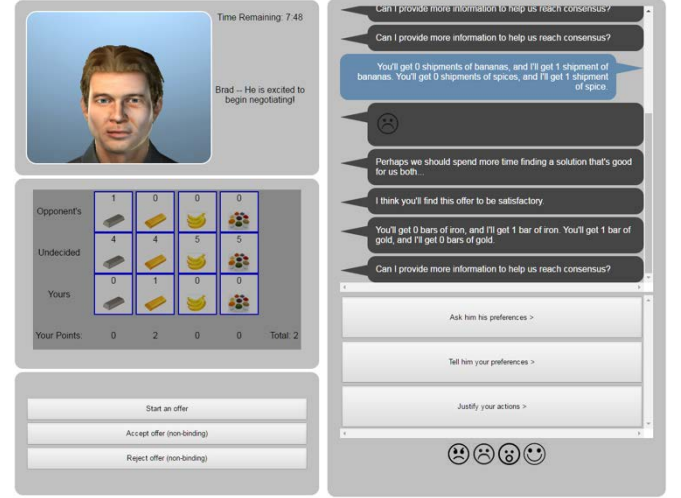 Time Remaining: 7:48
Brad -- He is excited to
begin negotiating!
1 0 0 0
Opponent's
4 4 5 5
Undecided
0 1 0 0
Yours
Your Points: 0 2 0 0 Total: 2
Start an offer
Accept offer (non-binding)
Reject offer (non-binding)
Can I provide more information to help us reach consensus?
Can I provide more information to help us reach consensus?
You'll get 0 shipments of bananas, and I'll get 1 shipment of
bananas. You'll get 0 shipments of spices, and I'll get 1 shipment
of spice.
Perhaps we should spend more time finding a solution that's good
for us both...
I think you'll find this offer to be satisfactory.
You'll get 0 bars of iron, and I'll get 1 bar of iron. You'll get 1 bar of
gold, and I'll get 0 bars of gold.
Can I provide more information to help us reach consensus?
Ask him his preferences >
Tell him your preferences >
Justify your actions >